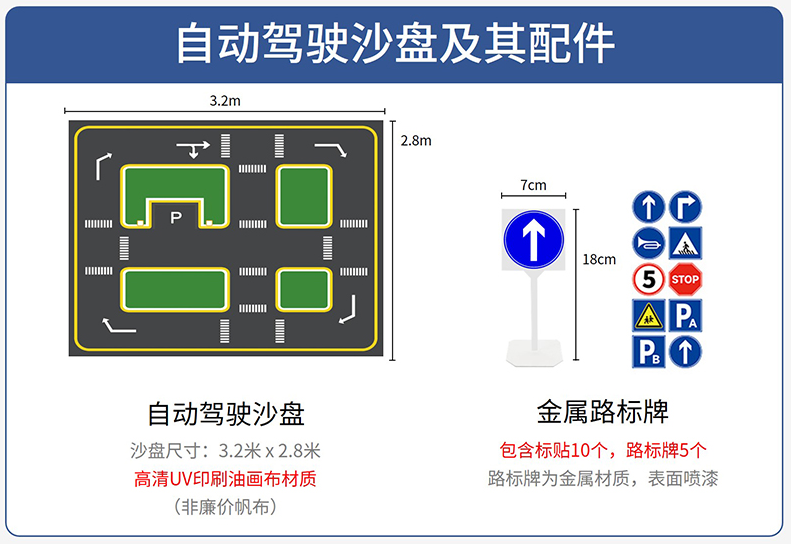 自动驾驶沙盘及其配件
3.2m
2.8m
P
7cm
18cm
5
STOP
PA
PB
自动驾驶沙盘
沙盘尺寸：3.2米 x 2.8米
高清UV印刷油画布材质
（非廉价帆布）
金属路标牌
包含标贴10个，路标牌5个
路标牌为金属材质，表面喷漆